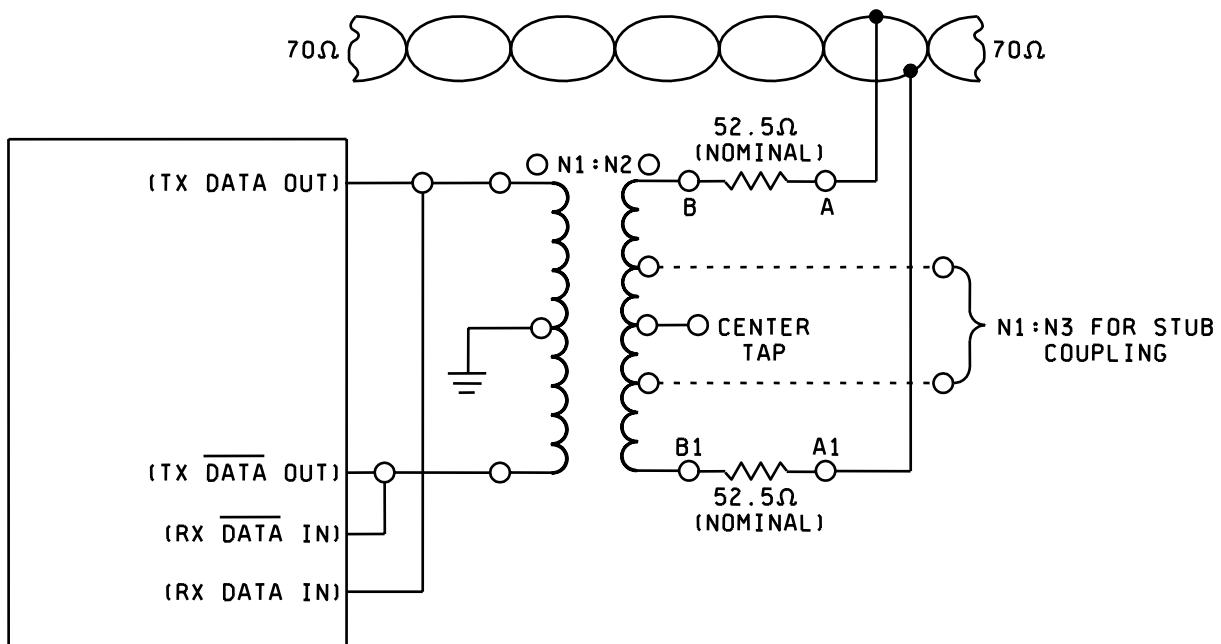 70Ω
70Ω
52.5Ω
(NOMINAL)
N1:N2
(TX DATA OUT)
B
A
CENTER
TAP
N1:N3 FOR STUB
COUPLING
B1
A1
(TX DATA OUT)
52.5Ω
(NOMINAL)
(RX DATA IN)
(RX DATA IN)